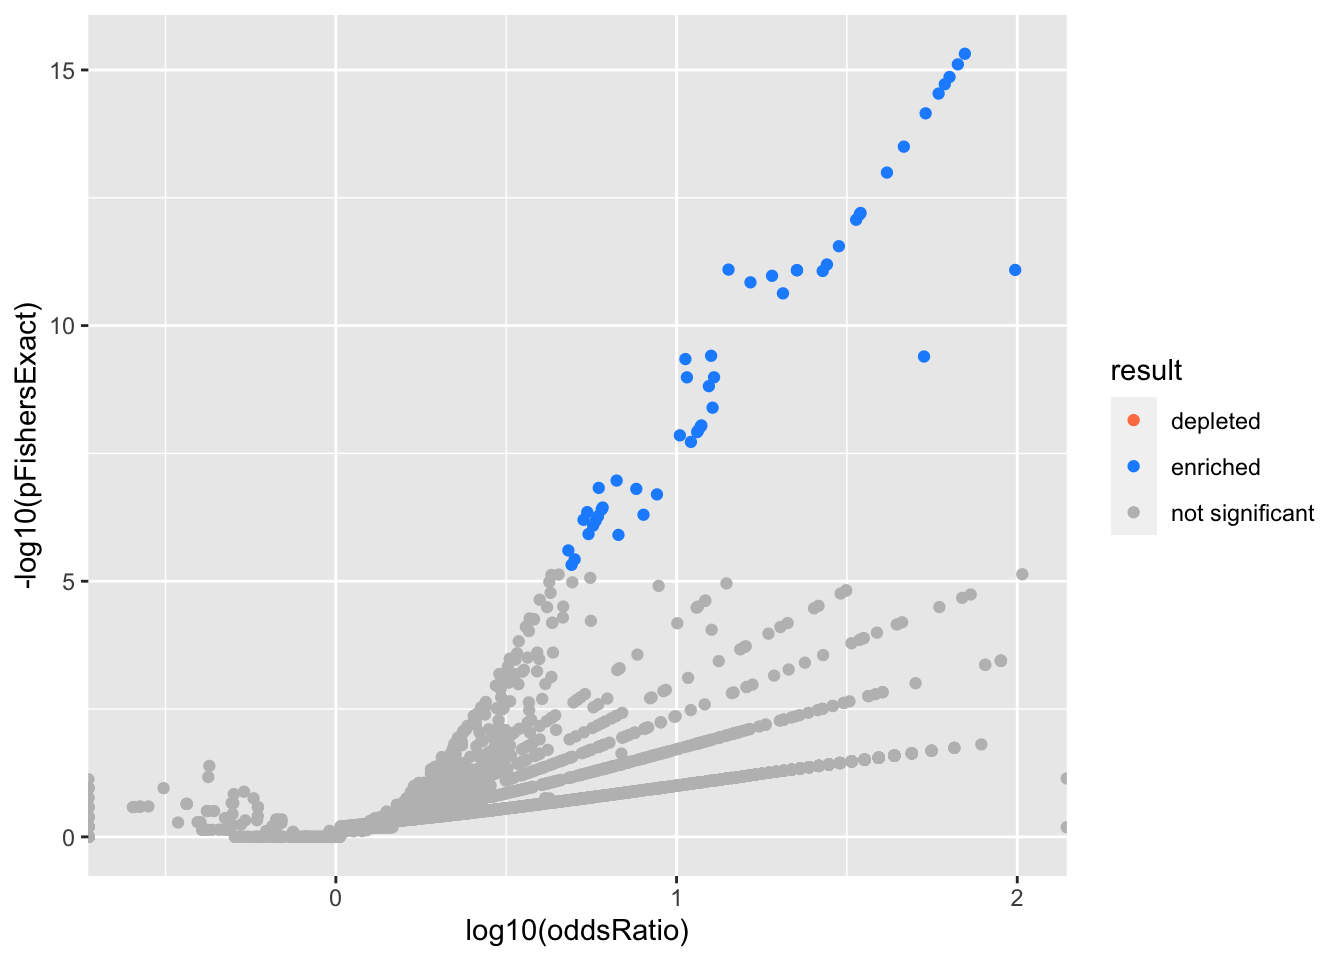 15
10
5
0
-log10(pFishersExact)
0
1
2
log10(oddsRatio)
result
depleted
enriched
not significant